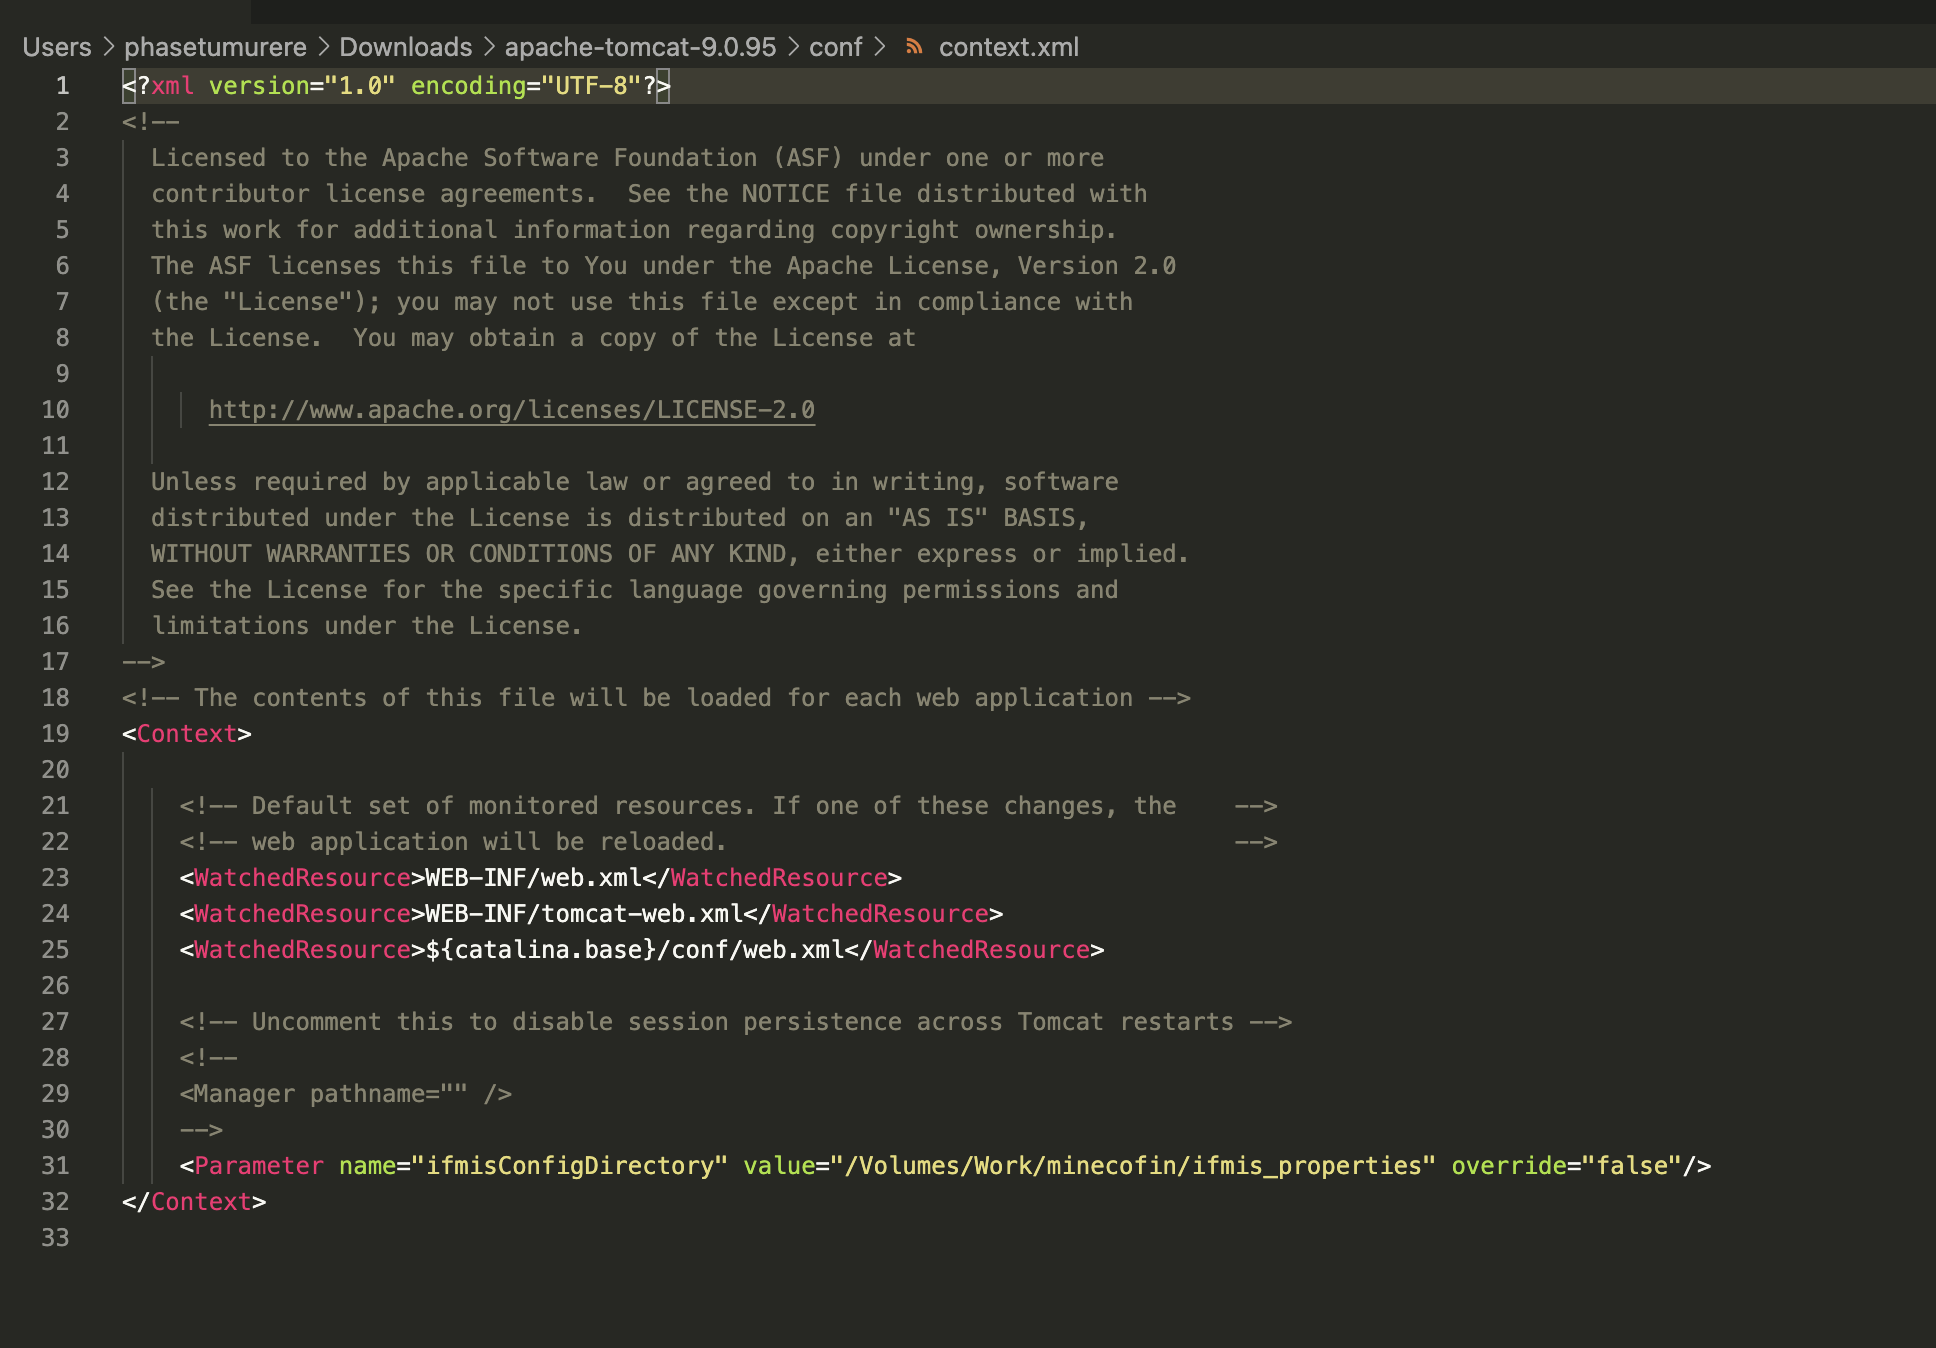 Users > phasetumurere > Downloads > apache-tomcat-9.0.95 > conf > context.xml
1 <?xml version="1.0" encoding="UTF-8"?>
2 <!--
3   Licensed to the Apache Software Foundation (ASF) under one or more
4   contributor license agreements.  See the NOTICE file distributed with
5   this work for additional information regarding copyright ownership.
6   The ASF licenses this file to You under the Apache License, Version 2.0
7   (the "License"); you may not use this file except in compliance with
8   the License.  You may obtain a copy of the License at
9
10       http://www.apache.org/licenses/LICENSE-2.0
11
12   Unless required by applicable law or agreed to in writing, software
13   distributed under the License is distributed on an "AS IS" BASIS,
14   WITHOUT WARRANTIES OR CONDITIONS OF ANY KIND, either express or implied.
15   See the License for the specific language governing permissions and
16   limitations under the License.
17 -->
18 <!-- The contents of this file will be loaded for each web application -->
19 <Context>
20
21     <!-- Default set of monitored resources. If one of these changes, the    -->
22     <!-- web application will be reloaded.                                   -->
23     <WatchedResource>WEB-INF/web.xml</WatchedResource>
24     <WatchedResource>WEB-INF/tomcat-web.xml</WatchedResource>
25     <WatchedResource>${catalina.base}/conf/web.xml</WatchedResource>
26
27     <!-- Uncomment this to disable session persistence across Tomcat restarts -->
28     <!--
29     <Manager pathname="" />
30     -->
31     <Parameter name="ifmisConfigDirectory" value="/Volumes/Work/minecofin/ifmis_properties" override="false"/>
32 </Context>
33